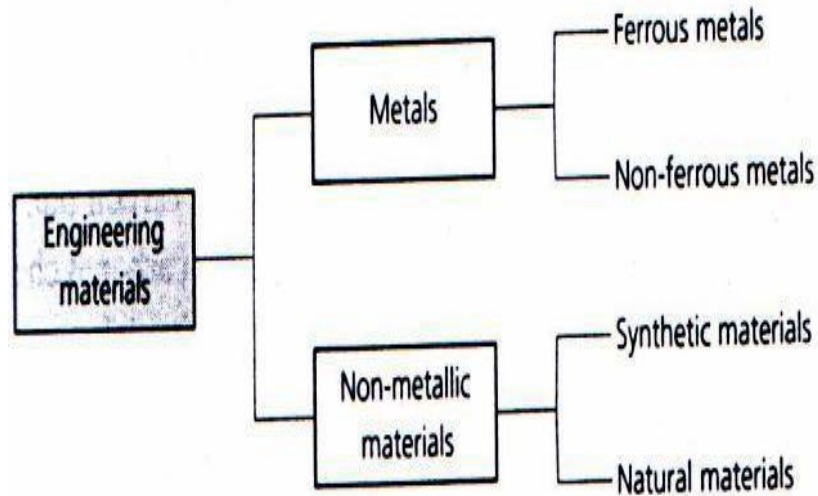 Ferrous metals
Metals
Non-ferrous metals
Engineering
materials
Synthetic materials
Non-metallic
materials
Natural materials